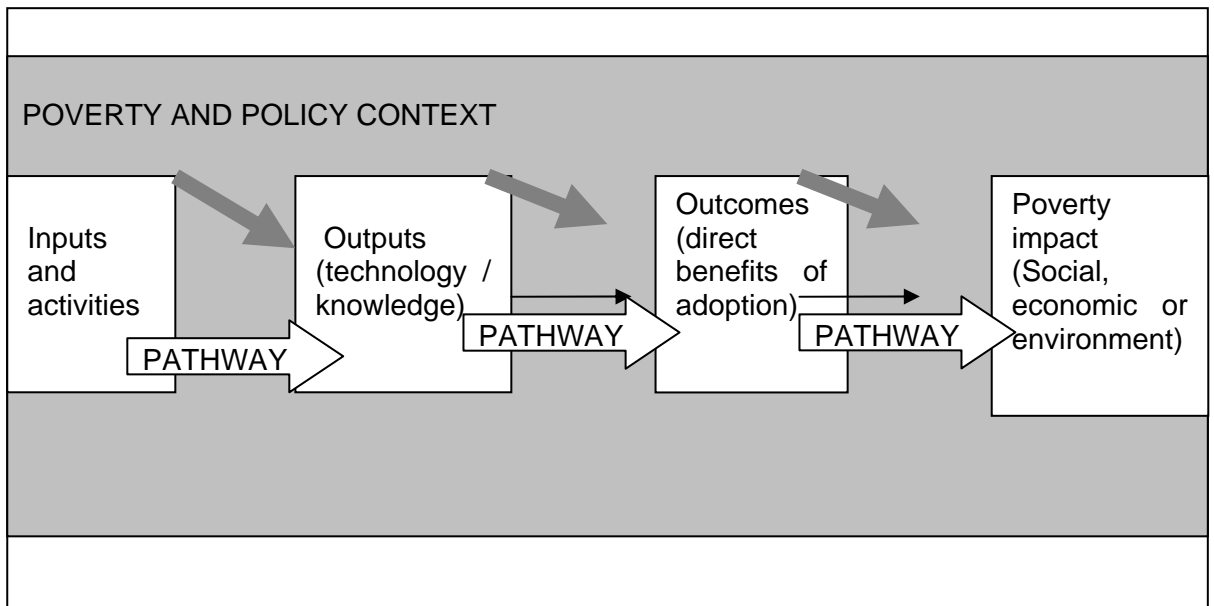 POVERTY AND POLICY CONTEXT
Inputs
and
activities
PATHWAY
Outputs
(technology /
knowledge)
PATHWAY
Outcomes
(direct
benefits of
adoption)
PATHWAY
Poverty
impact
(Social,
economic or
environment)